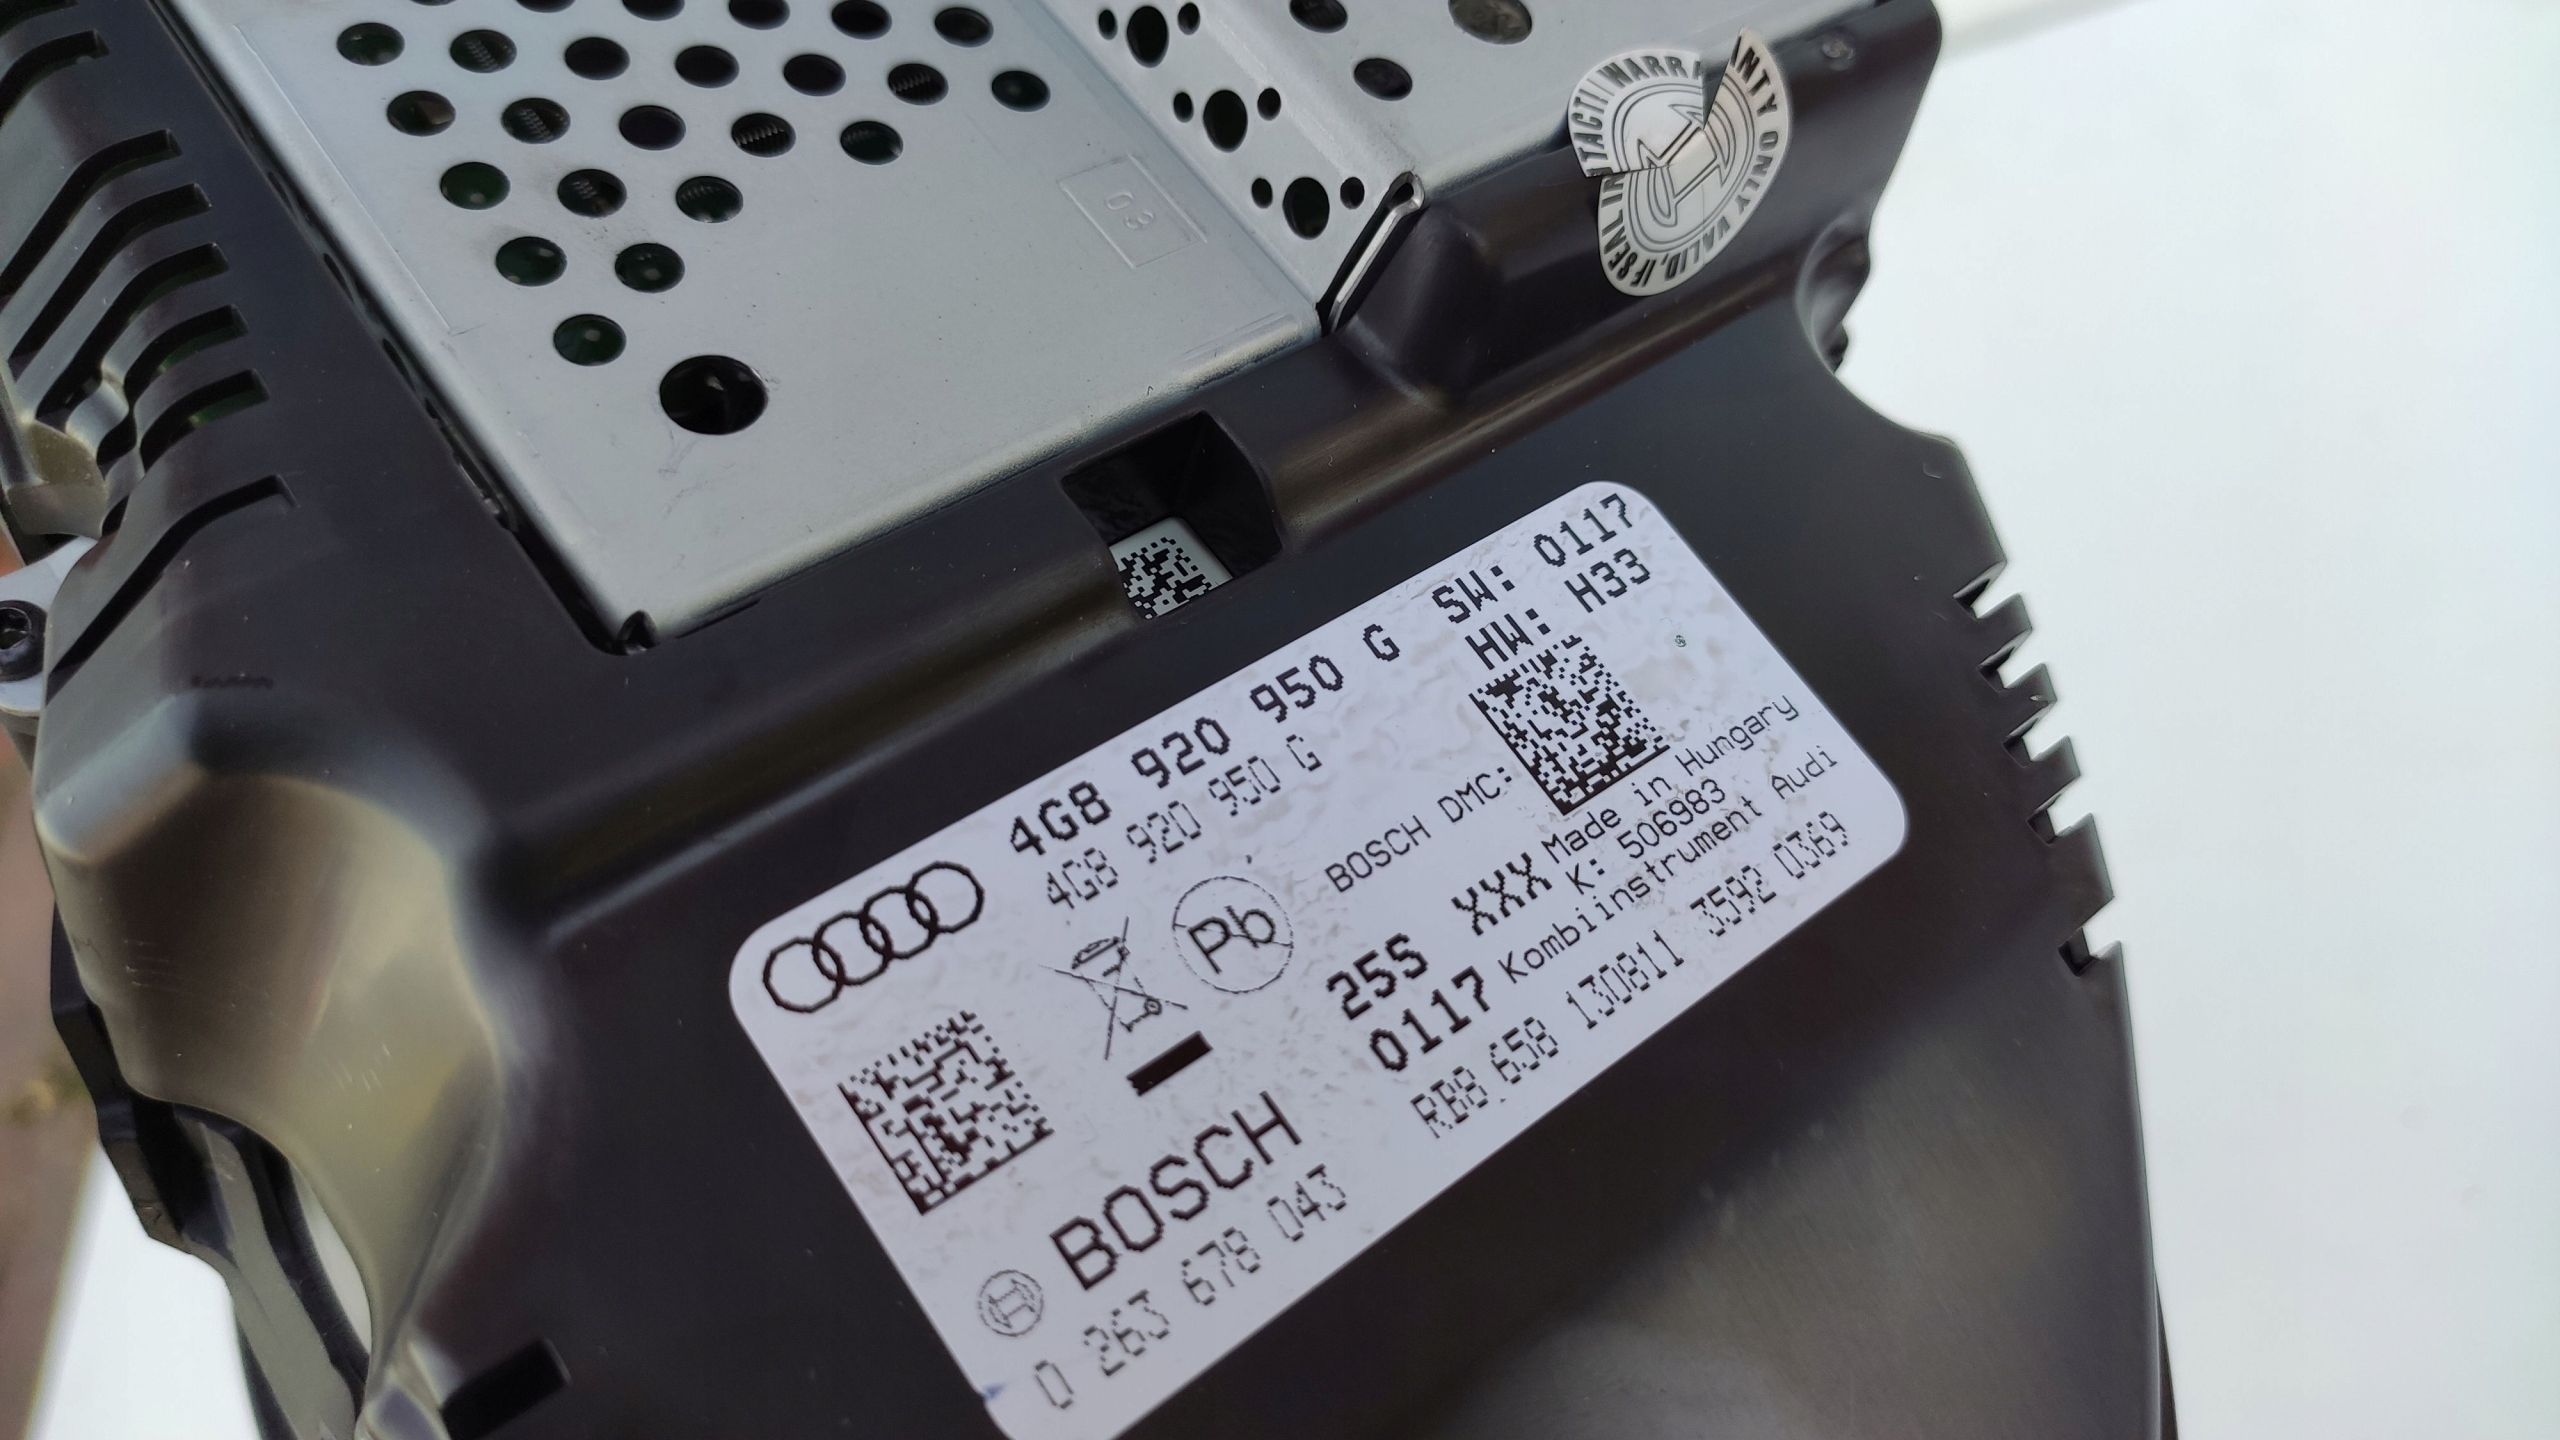 03
WARRANTY ONLY VALID, IF SEAL INTACT!
4G8 920 950 G SW: 0117
4G8 920 950 G HW: H33
Pb
BOSCH DMC:
Made in Hungary
25S XXX K: 506983
0117 Kombiinstrument Audi
RB8 658 130811 3592 0369
BOSCH
0 263 678 043